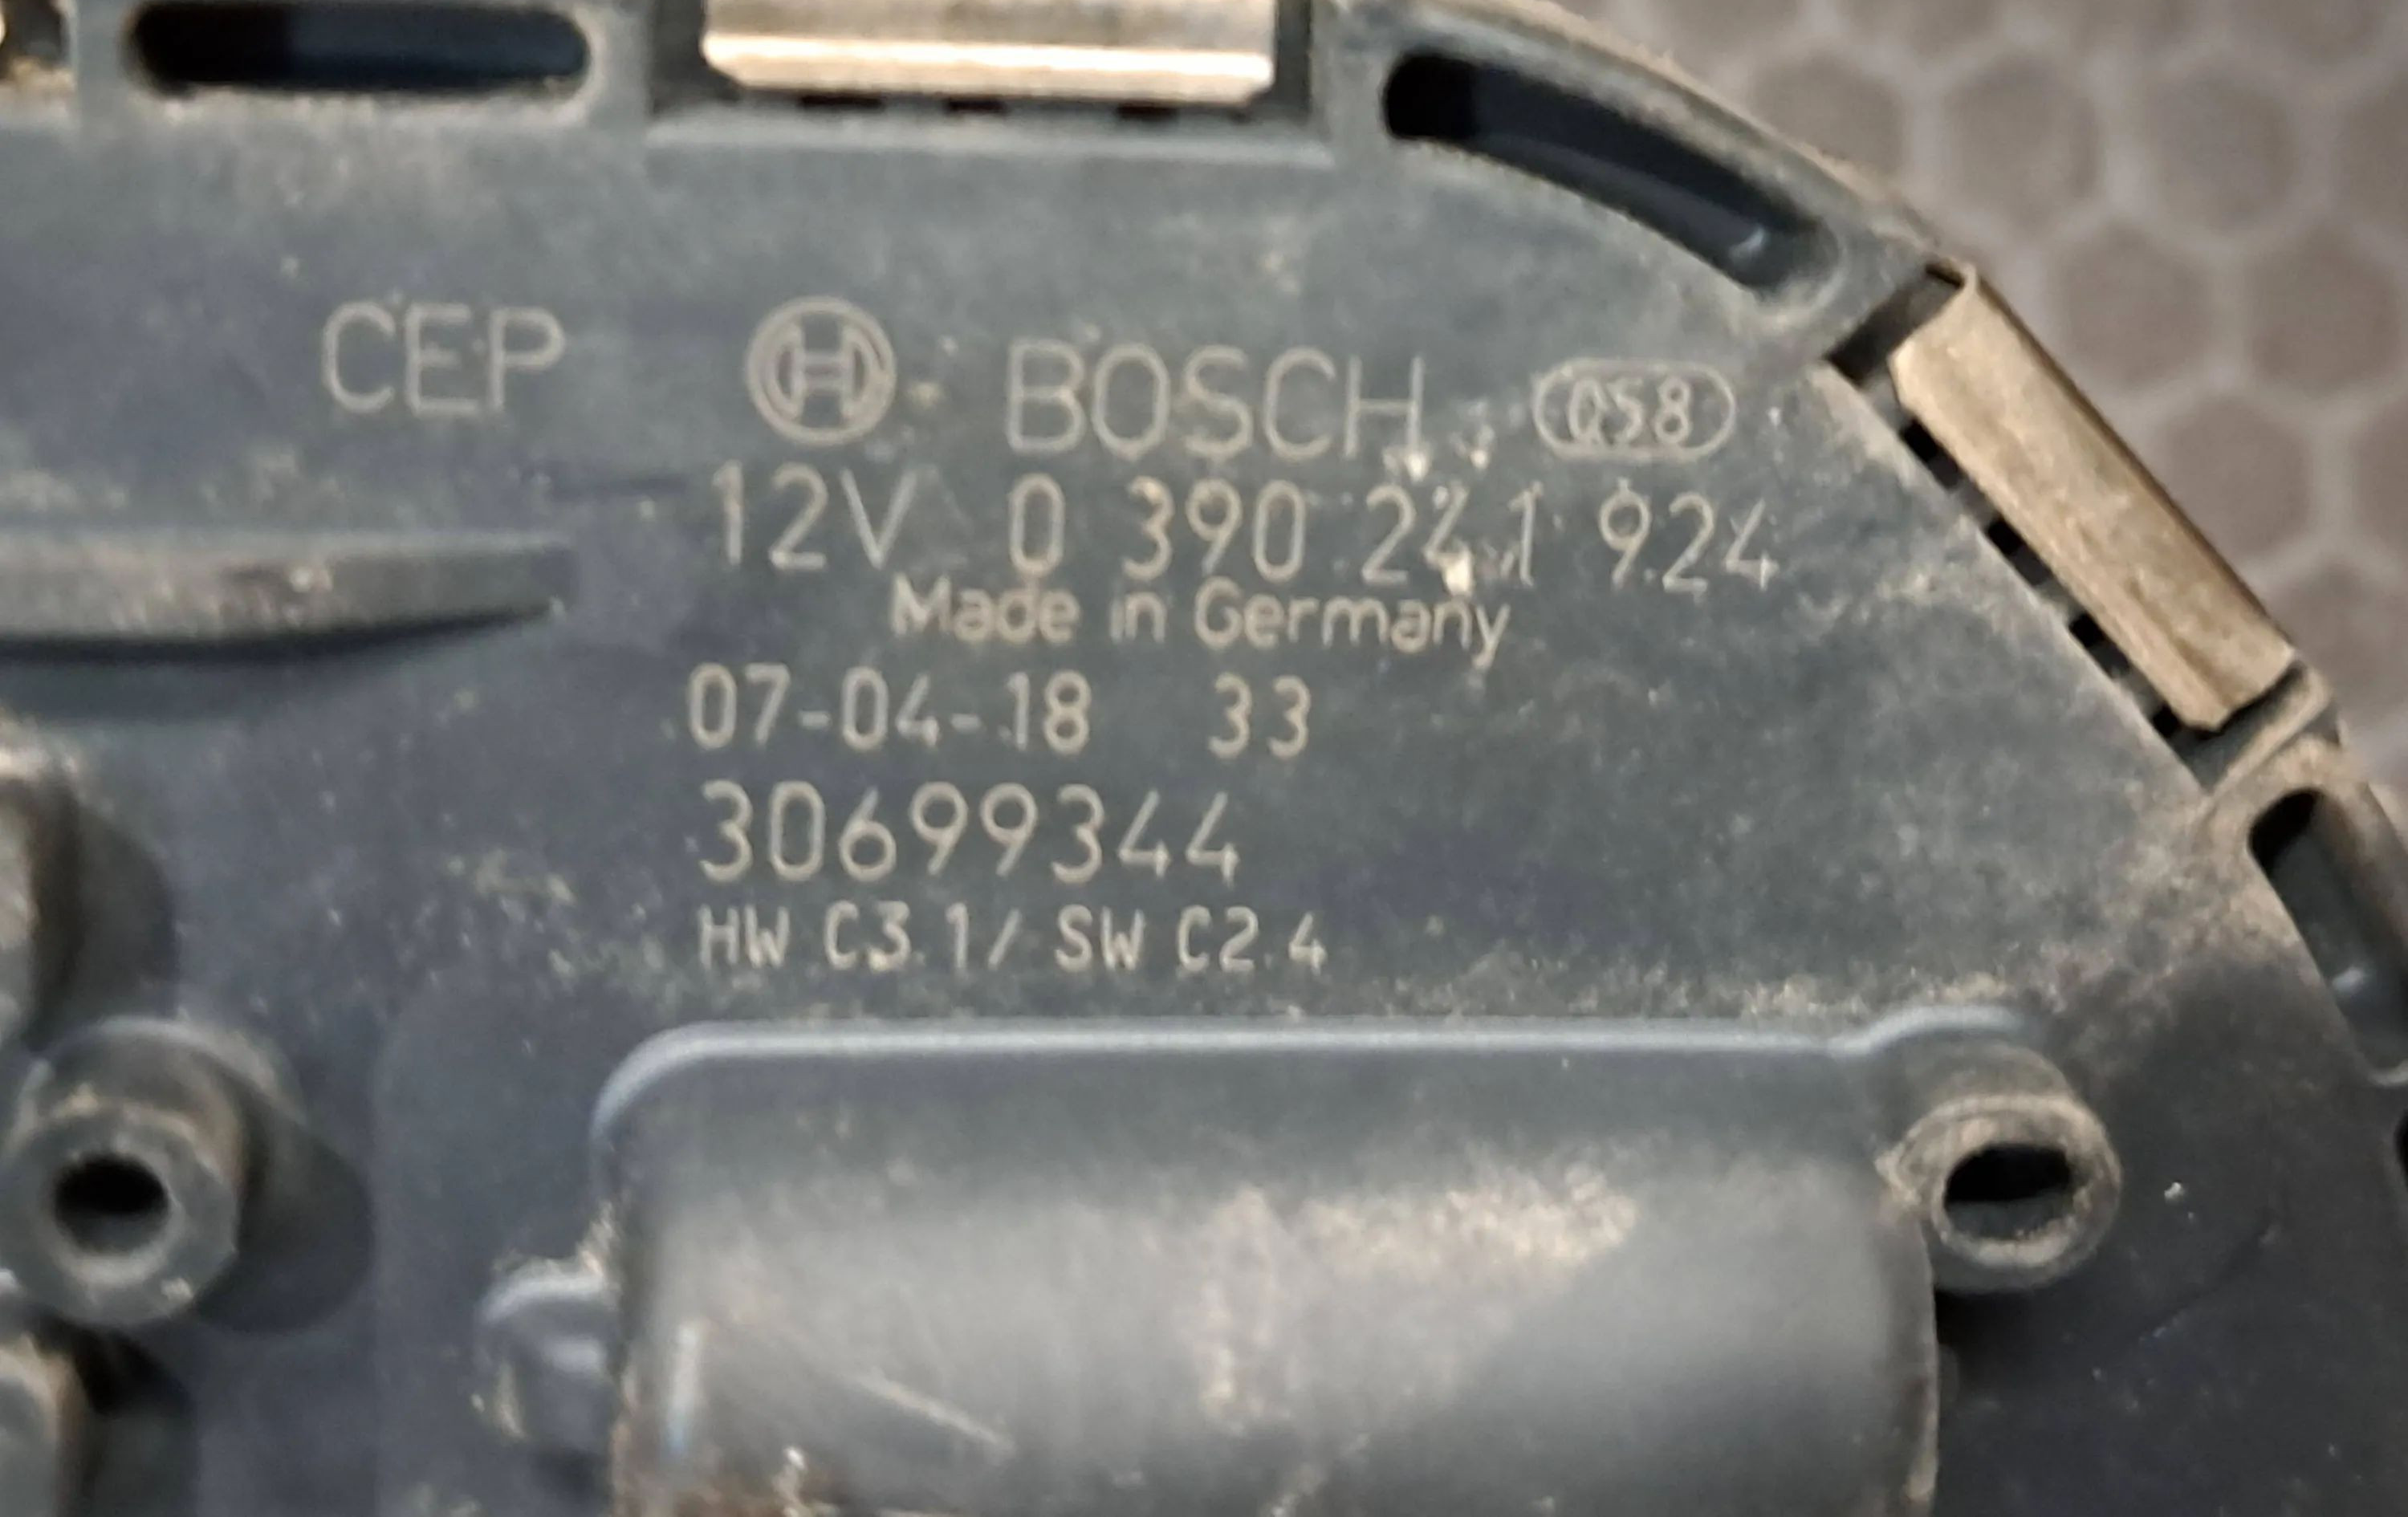 CEP
BOSCH Q58
12V 0 390 241 924
Made in Germany
07-04-18 33
30699344
HW C3.1/ SW C2.4